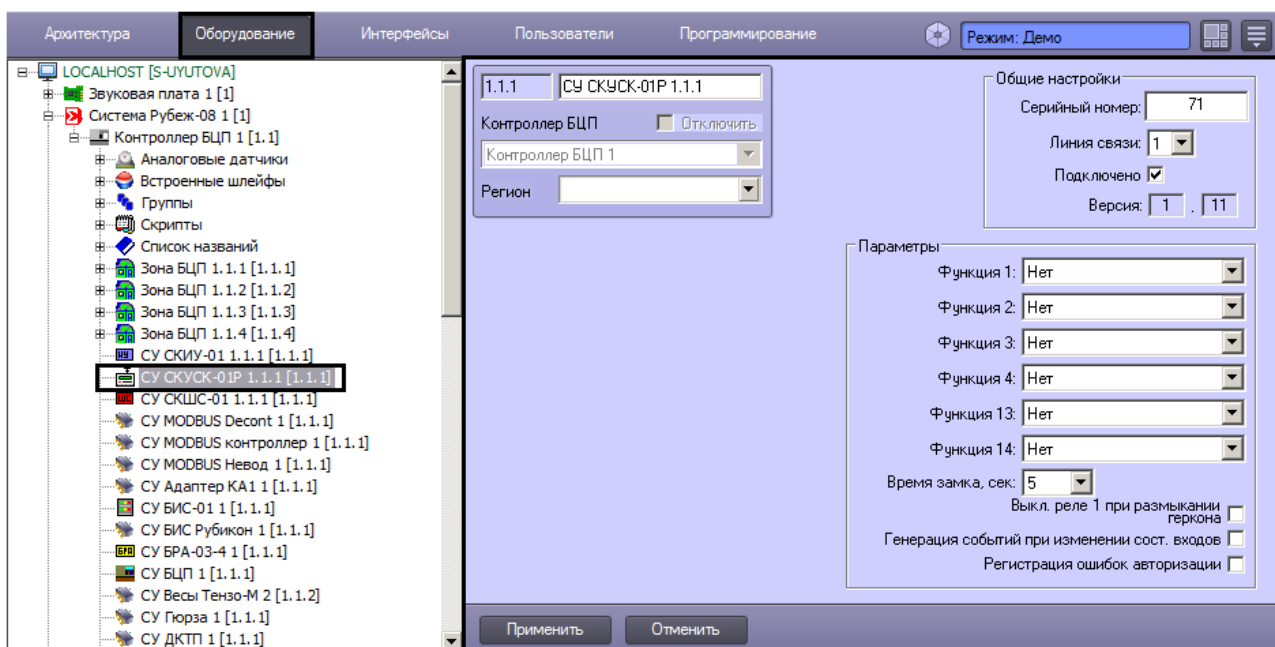 Архитектура Оборудование Интерфейсы Пользователи Программирование Режим: Демо
LOCALHOST [S-UYUTOVA]
Звуковая плата 1 [1]
Система Рубеж-08 1 [1]
Контроллер БЦП 1 [1.1]
Аналоговые датчики
Встроенные шлейфы
Группы
Скрипты
Список названий
Зона БЦП 1.1.1 [1.1.1]
Зона БЦП 1.1.2 [1.1.2]
Зона БЦП 1.1.3 [1.1.3]
Зона БЦП 1.1.4 [1.1.4]
СУ СКИУ-01 1.1.1 [1.1.1]
СУ СКУСК-01Р 1.1.1 [1.1.1]
СУ СКШС-01 1.1.1 [1.1.1]
СУ MODBUS Decont 1 [1.1.1]
СУ MODBUS контроллер 1 [1.1.1]
СУ MODBUS Невод 1 [1.1.1]
СУ Адаптер КА1 1 [1.1.1]
СУ БИС-01 1 [1.1.1]
СУ БИС Рубикон 1 [1.1.1]
СУ БРА-03-4 1 [1.1.1]
СУ БЦП 1 [1.1.1]
СУ Весы Тензо-М 2 [1.1.2]
СУ Гюрза 1 [1.1.1]
СУ ДКТП 1 [1.1.1]
1.1.1 СУ СКУСК-01Р 1.1.1
Контроллер БЦП Отключить
Контроллер БЦП 1
Регион
Общие настройки
Серийный номер: 71
Линия связи: 1
Подключено
Версия: 1 . 11
Параметры
Функция 1: Нет
Функция 2: Нет
Функция 3: Нет
Функция 4: Нет
Функция 13: Нет
Функция 14: Нет
Время замка, сек: 5
Выкл. реле 1 при размыкании
геркона
Генерация событий при изменении сост. входов
Регистрация ошибок авторизации
Применить Отменить